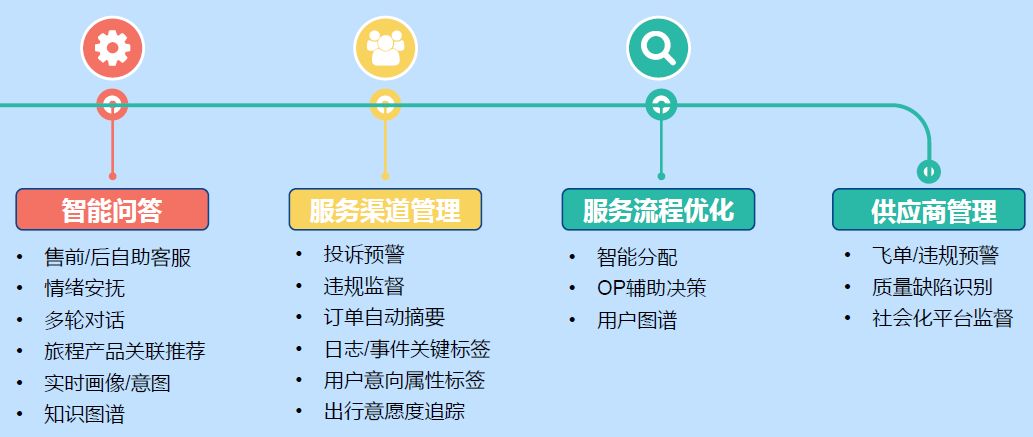 智能问答
• 售前/后自助客服
• 情绪安抚
• 多轮对话
• 旅程产品关联推荐
• 实时画像/意图
• 知识图谱
服务渠道管理
• 投诉预警
• 违规监督
• 订单自动摘要
• 日志/事件关键标签
• 用户意向属性标签
• 出行意愿度追踪
服务流程优化
• 智能分配
• OP辅助决策
• 用户图谱
供应商管理
• 飞单/违规预警
• 质量缺陷识别
• 社会化平台监督